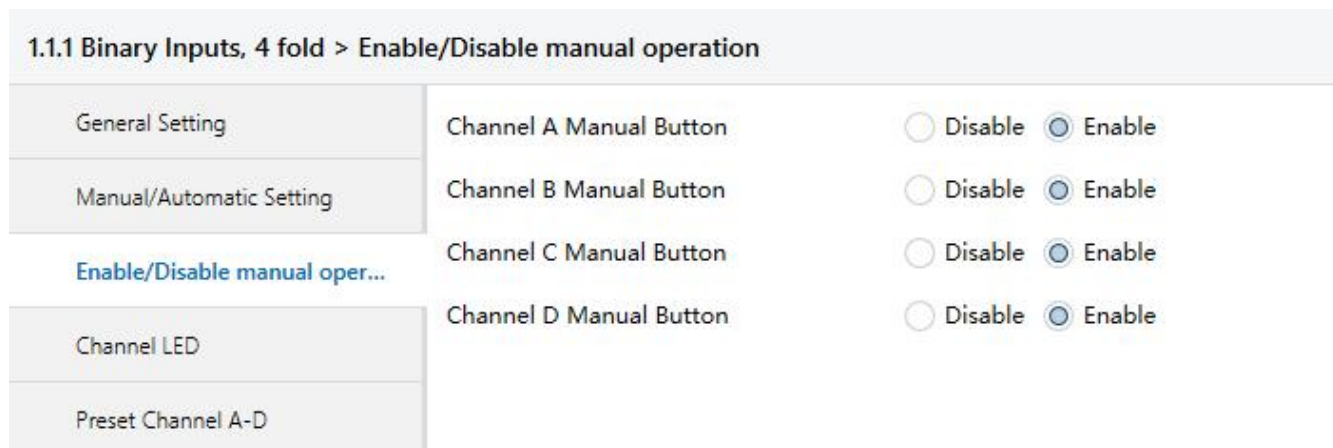 1.1.1 Binary Inputs, 4 fold > Enable/Disable manual operation
General Setting
Manual/Automatic Setting
Enable/Disable manual oper...
Channel LED
Preset Channel A-D
Channel A Manual Button Disable Enable
Channel B Manual Button Disable Enable
Channel C Manual Button Disable Enable
Channel D Manual Button Disable Enable